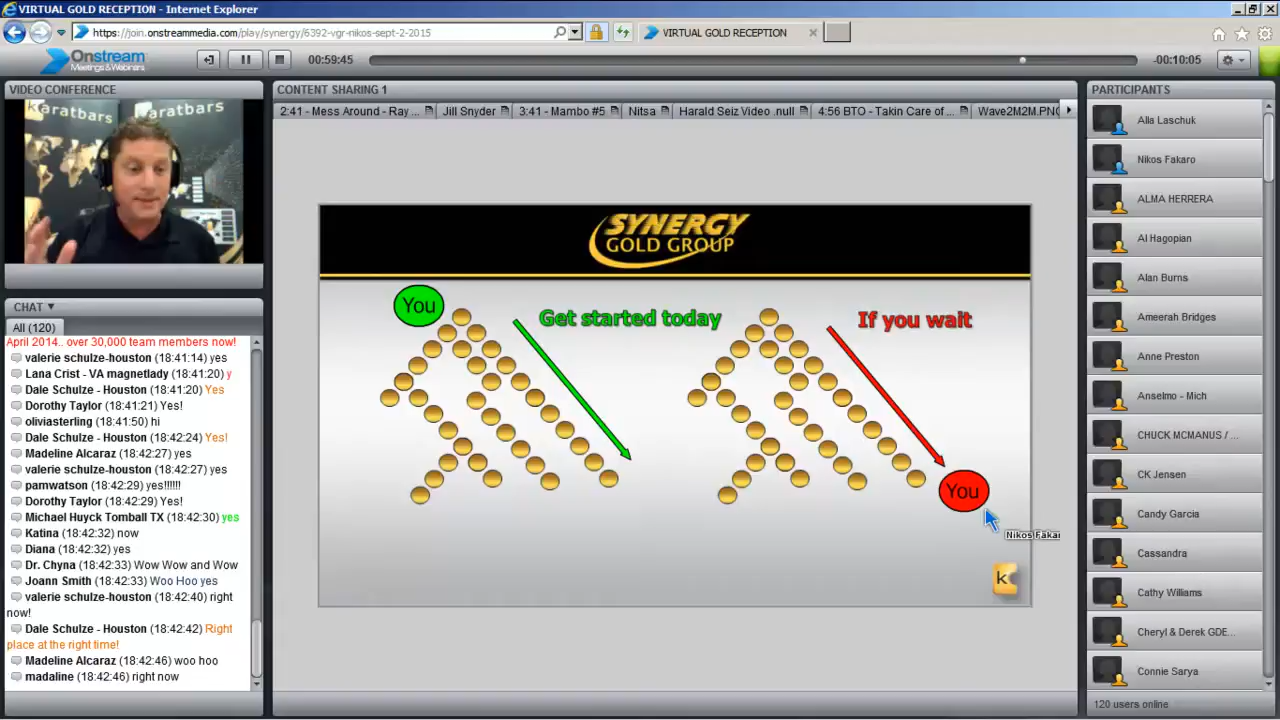 VIRTUAL GOLD RECEPTION - Internet Explorer
https://join.onstreammedia.com/play/synergy/6392-vgr-nikos-sept-2-2015
VIRTUAL GOLD RECEPTION
Onstream
Meetings&Webinars
00:59:45
-00:10:05
VIDEO CONFERENCE
karatbars
karatbars
CHAT
All (120)
April 2014.. over 30,000 team members now!
valerie schulze-houston (18:41:14) yes
Lana Crist - VA magnetlady (18:41:20) y
Dale Schulze - Houston (18:41:20) Yes
Dorothy Taylor (18:41:21) Yes!
oliviasterling (18:41:50) hi
Dale Schulze - Houston (18:42:24) Yes!
Madeline Alcaraz (18:42:27) yes
valerie schulze-houston (18:42:27) yes
pamwatson (18:42:29) yes!!!!!!
Dorothy Taylor (18:42:29) Yes!
Michael Huyck Tomball TX (18:42:30) yes
Katina (18:42:32) now
Diana (18:42:32) yes
Dr. Chyna (18:42:33) Wow Wow and Wow
Joann Smith (18:42:33) Woo Hoo yes
valerie schulze-houston (18:42:40) right
now!
Dale Schulze - Houston (18:42:42) Right
place at the right time!
Madeline Alcaraz (18:42:46) woo hoo
madaline (18:42:46) right now
CONTENT SHARING 1
2:41 - Mess Around - Ray ... Jill Snyder 3:41 - Mambo #5 Nitsa Harald Seiz Video .null 4:56 BTO - Takin Care of ... Wave2M2M.PNG
SYNERGY
GOLD GROUP
You
Get started today
If you wait
You
Nikos Fakar
k
PARTICIPANTS
Alla Laschuk
Nikos Fakaro
ALMA HERRERA
Al Hagopian
Alan Burns
Ameerah Bridges
Anne Preston
Anselmo - Mich
CHUCK MCMANUS / ...
CK Jensen
Candy Garcia
Cassandra
Cathy Williams
Cheryl & Derek GDE...
Connie Sarya
120 users online